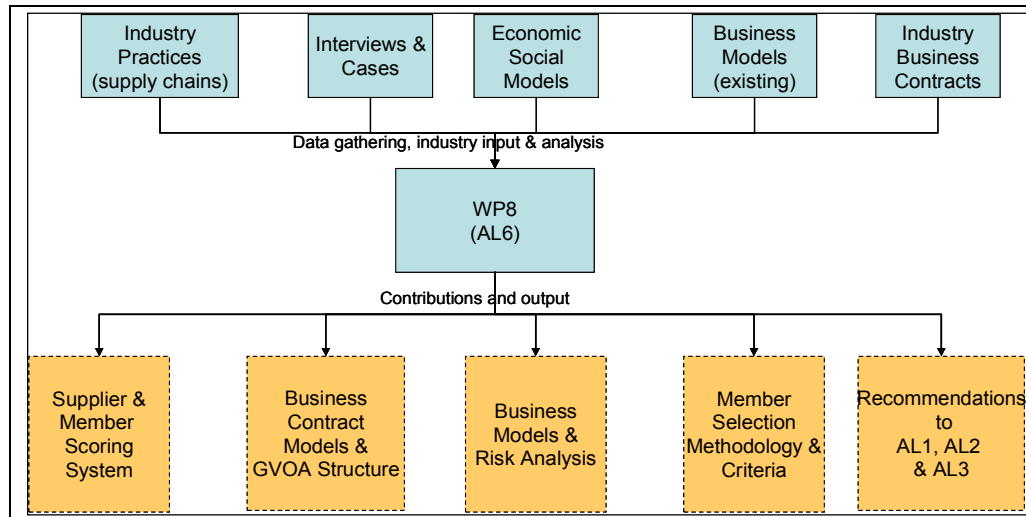 Industry
Practices
(supply chains)
Interviews &
Cases
Economic
Social
Models
Business
Models
(existing)
Industry
Business
Contracts
Data gathering, industry input & analysis
WP8
(AL6)
Contributions and output
Supplier &
Member
Scoring
System
Business
Contract
Models &
GVOA Structure
Business
Models &
Risk Analysis
Member
Selection
Methodology &
Criteria
Recommendations
to
AL1, AL2
& AL3